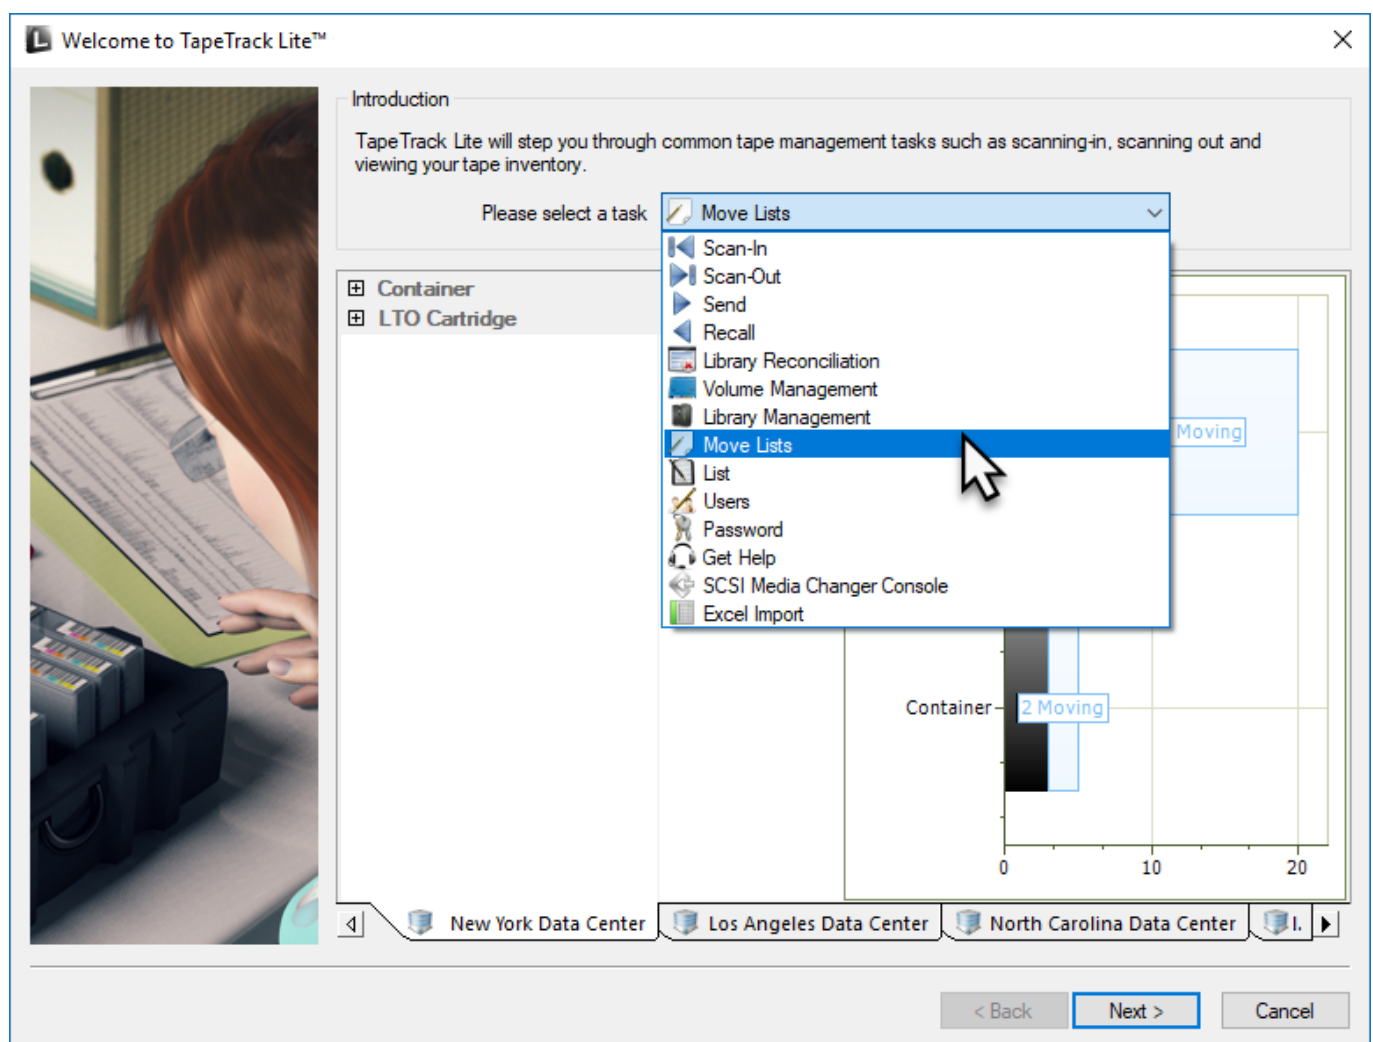 Welcome to TapeTrack Lite™
Introduction
TapeTrack Lite will step you through common tape management tasks such as scanning-in, scanning out and
viewing your tape inventory.
Please select a task
Move Lists
Scan-In
Scan-Out
Send
Recall
Library Reconciliation
Volume Management
Library Management
Move Lists
List
Users
Password
Get Help
SCSI Media Changer Console
Excel Import
Container
LTO Cartridge
Moving
Container
2 Moving
0 10 20
New York Data Center
Los Angeles Data Center
North Carolina Data Center
I.
< Back
Next >
Cancel